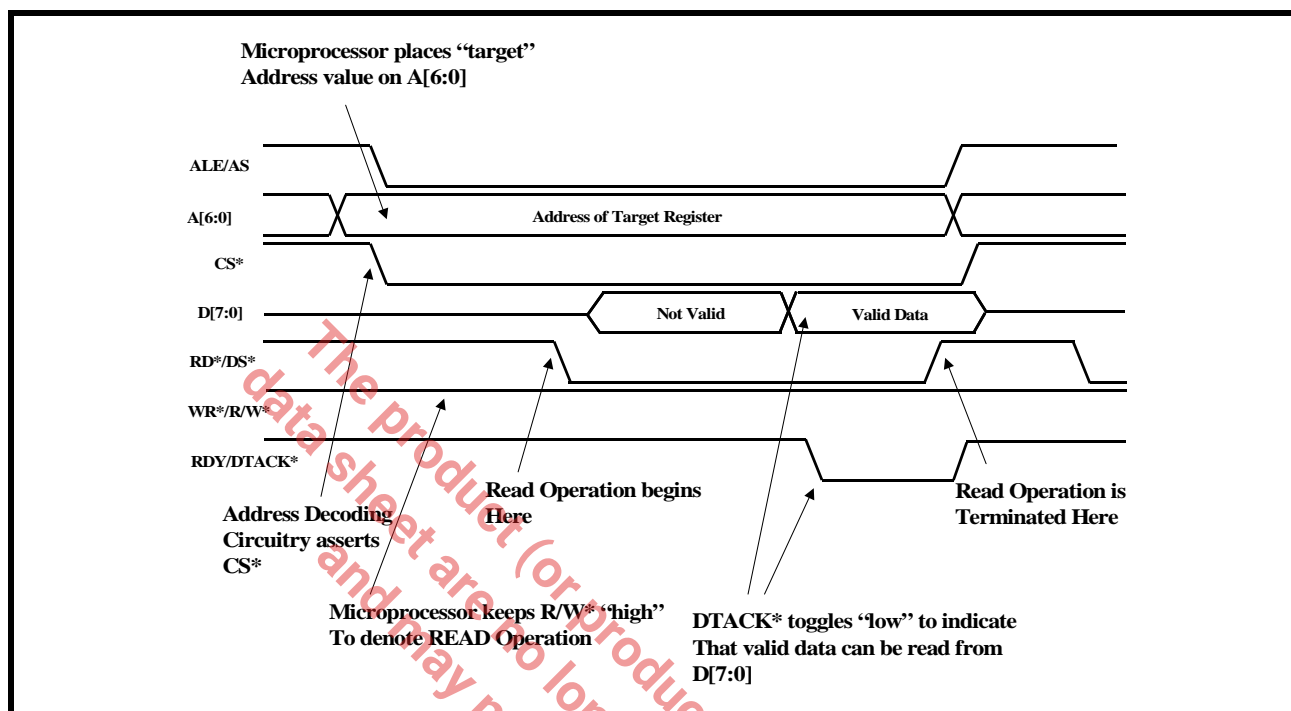 Microprocessor places “target”
Address value on A[6:0]
ALE/AS
A[6:0]
Address of Target Register
CS*
D[7:0]
Not Valid
Valid Data
RD*/DS*
WR*/R/W*
RDY/DTACK*
Read Operation begins
Here
Read Operation is
Terminated Here
Address Decoding
Circuitry asserts
CS*
Microprocessor keeps R/W* “high”
To denote READ Operation
DTACK* toggles “low” to indicate
That valid data can be read from
D[7:0]
The product (or produc
data sheet are no lon
and may n